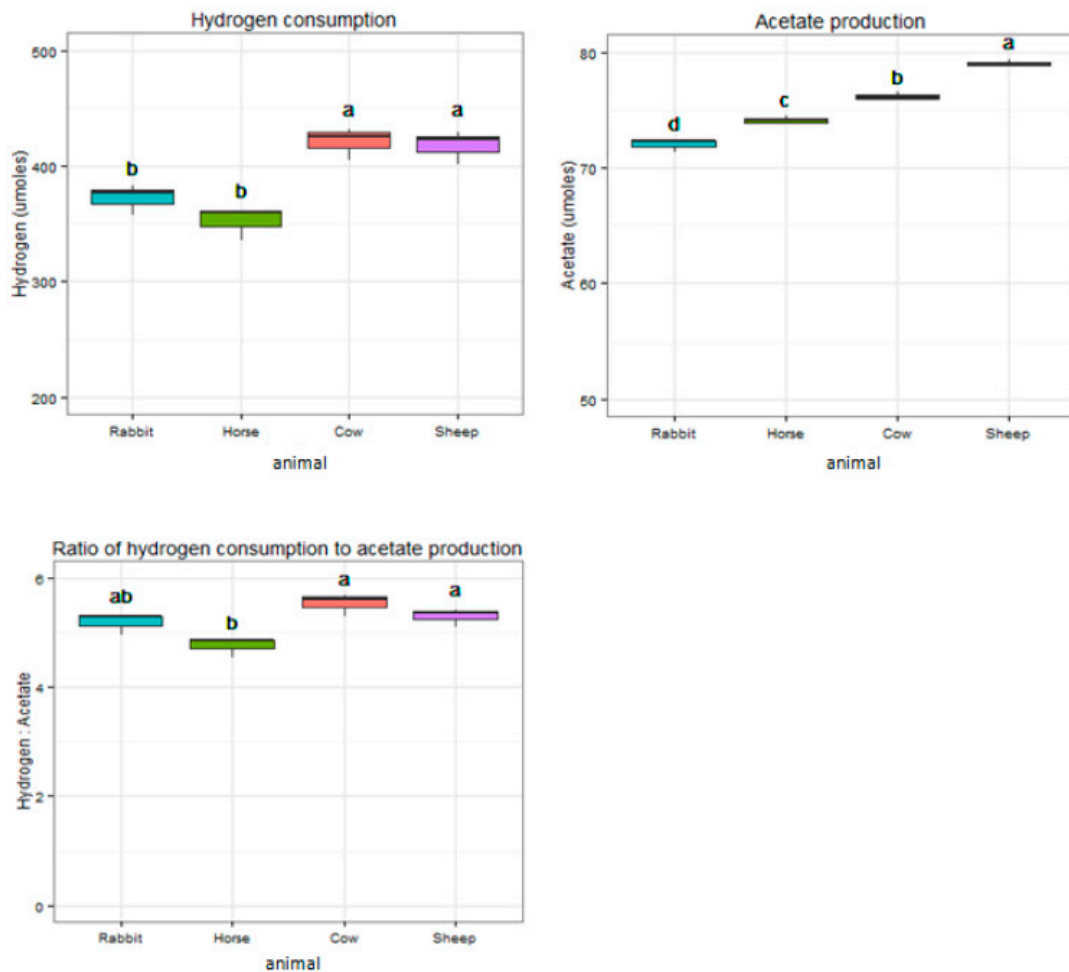 Hydrogen consumption
500
400
300
200
Hydrogen (umoles)
b
b
a
a
Rabbit Horse Cow Sheep
animal
Acetate production
80
70
60
50
Acetate (umoles)
d
c
b
a
Rabbit Horse Cow Sheep
animal
Ratio of hydrogen consumption to acetate production
6
4
2
0
Hydrogen : Acetate
ab
b
a
a
Rabbit Horse Cow Sheep
animal